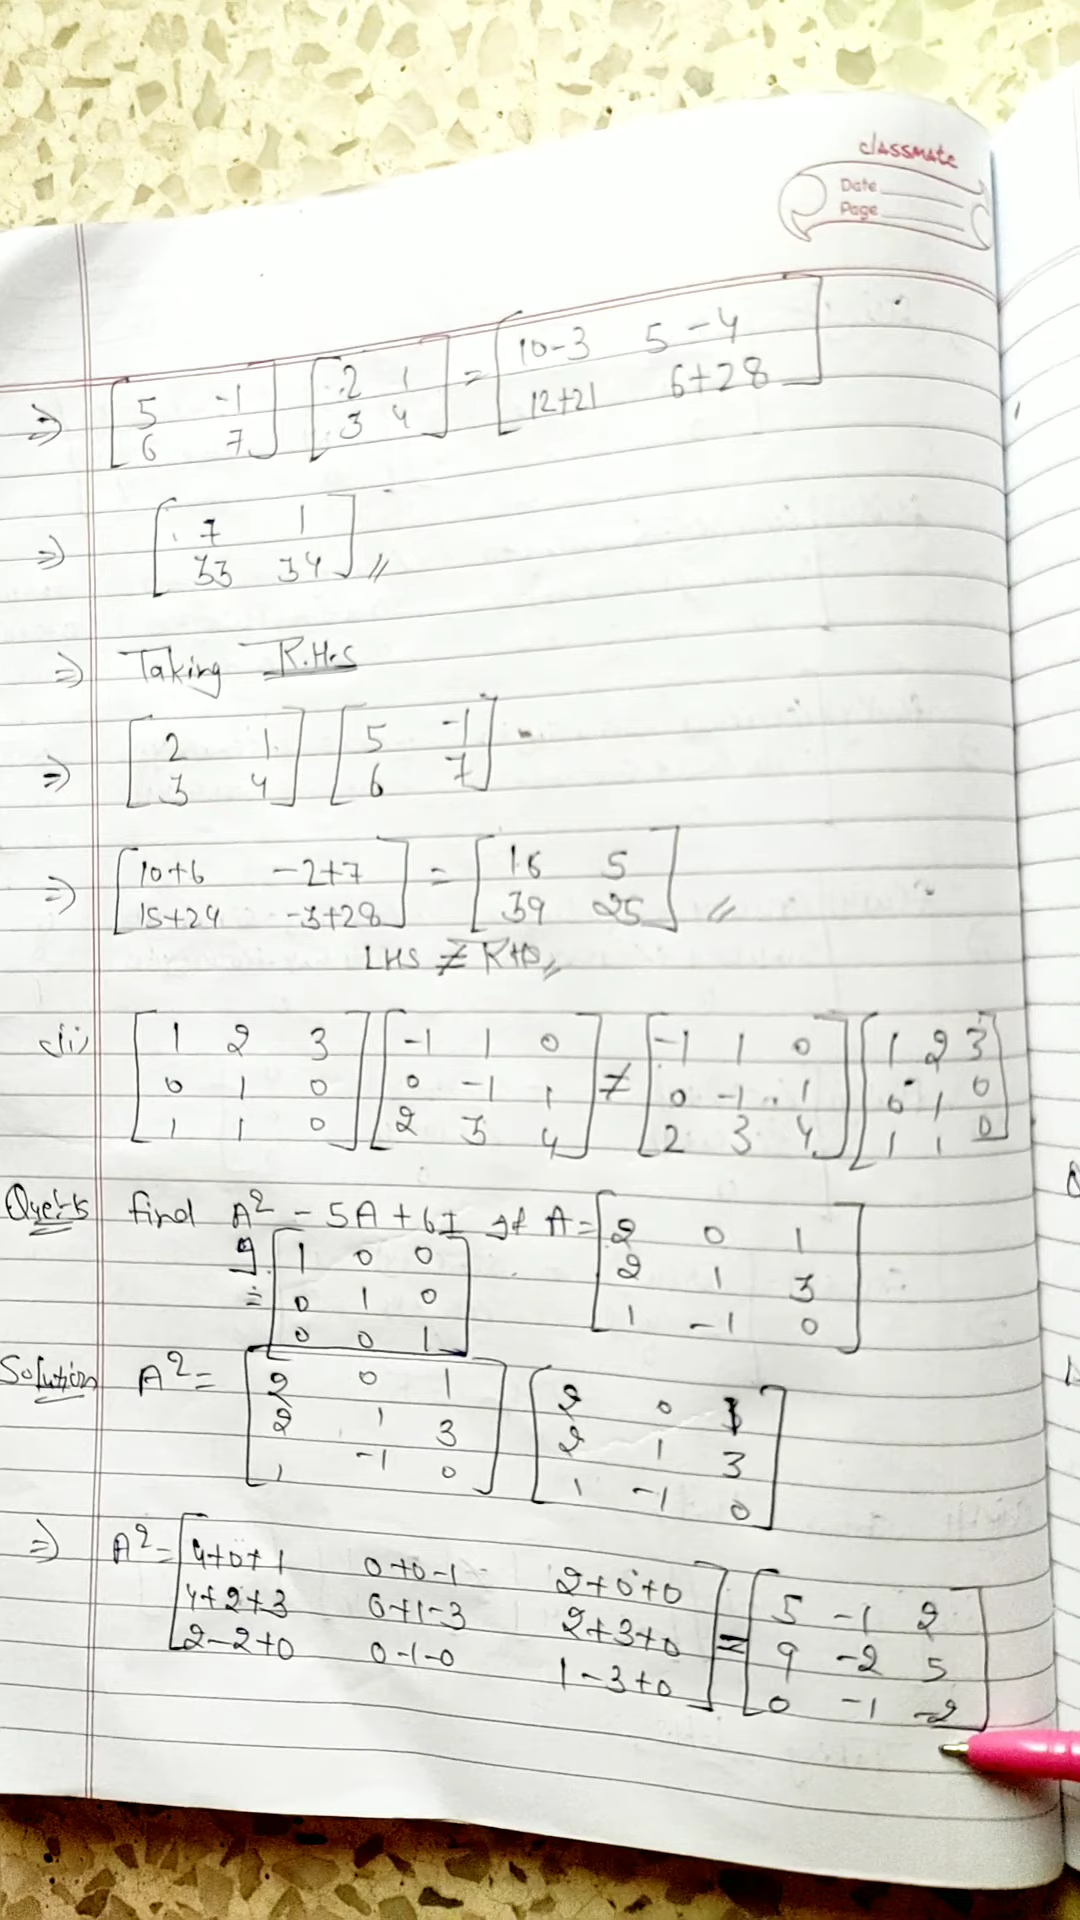 classmate
Date
Page
⇒ [5 -1 [2 1 = [10-3 5-4
6 7] 3 4] 12+21 6+28]
⇒ [7 1
33 34] //
⇒ Taking R.H.S
⇒ [2 1 [5 -1
3 4] 6 7]
⇒ [10+6 -2+7 = [16 5
15+24 -3+28] 39 25] //
LHS ≠ RHS //
(ii) [1 2 3 [-1 1 0 ≠ [-1 1 0 [1 2 3
0 1 0 0 -1 1 0 -1 1 0 1 0
1 1 0] 2 3 4] 2 3 4] 1 1 0]
find A² - 5A + 6I If A = [2 0 1
2 1 3
1 -1 0]
I = [1 0 0
0 1 0
0 0 1]
Solution A² = [2 0 1 [2 0 1
2 1 3 2 1 3
1 -1 0] 1 -1 0]
⇒ A² = [4+0+1 0+0-1 2+0+0 = [5 -1 2
4+2+3 0+1-3 2+3+0 9 -2 5
2-2+0 0-1-0 1-3+0] 0 -1 -2]